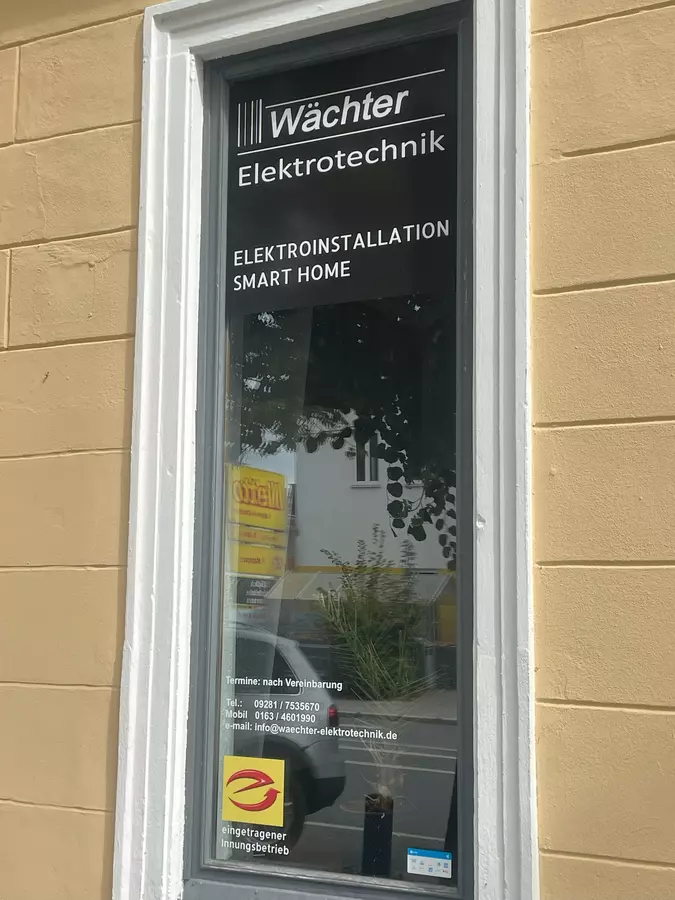 Wächter
Elektrotechnik
ELEKTROINSTALLATION
SMART HOME
Netto
Termine: nach Vereinbarung
Tel.: 09281 / 7535670
Mobil 0163 / 4601990
e-mail: info@waechter-elektrotechnik.de
eingetragener
Innungsbetrieb